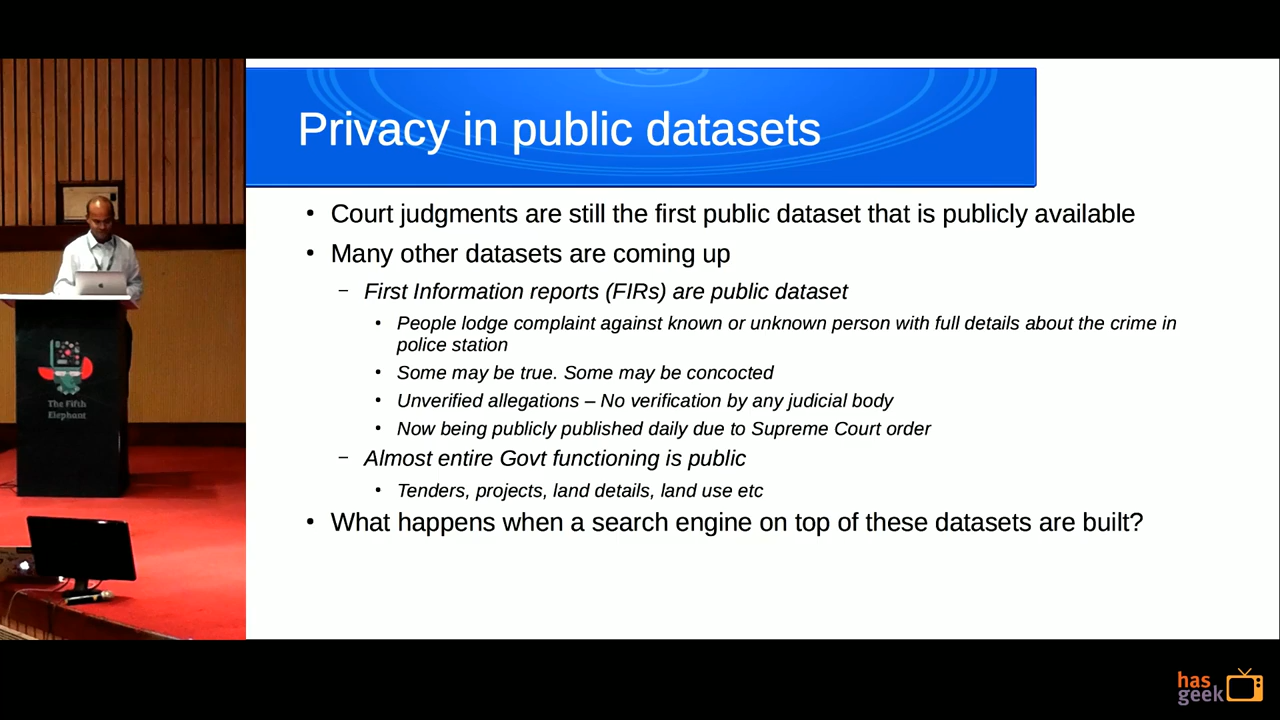 Privacy in public datasets
• Court judgments are still the first public dataset that is publicly available
• Many other datasets are coming up
– First Information reports (FIRs) are public dataset
• People lodge complaint against known or unknown person with full details about the crime in
police station
• Some may be true. Some may be concocted
• Unverified allegations – No verification by any judicial body
• Now being publicly published daily due to Supreme Court order
– Almost entire Govt functioning is public
• Tenders, projects, land details, land use etc
• What happens when a search engine on top of these datasets are built?
The Fifth
Elephant
has
geek